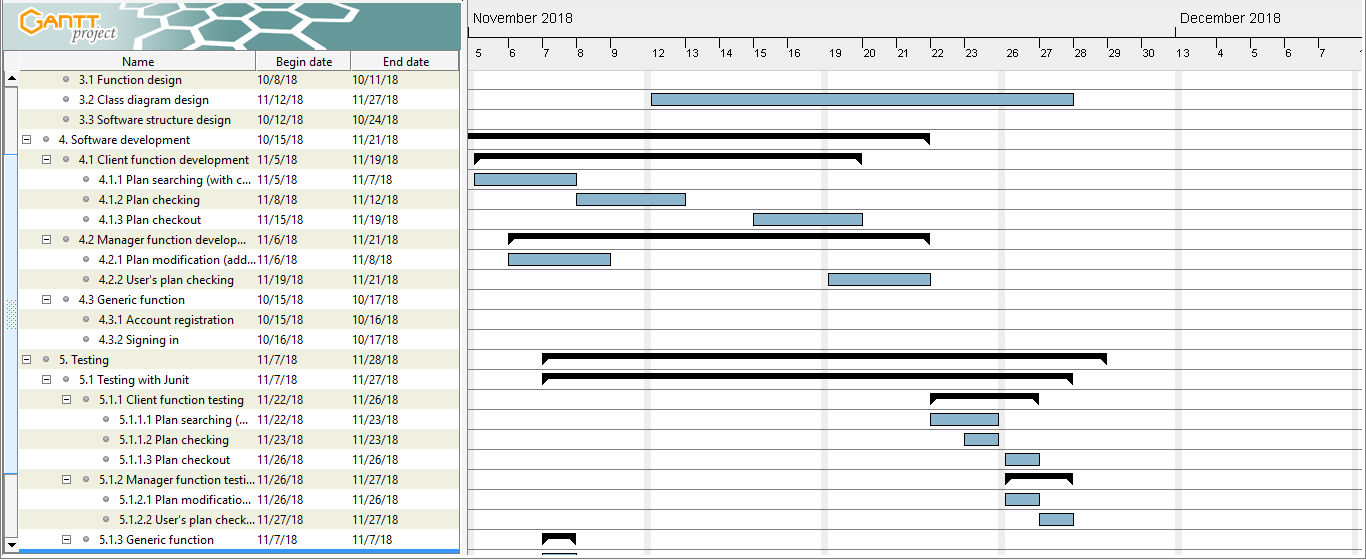 GANTT
project
November 2018
December 2018
5 6 7 8 9 12 13 14 15 16 19 20 21 22 23 26 27 28 29 30 13 4 5 6 7
Name Begin date End date
3.1 Function design 10/8/18 10/11/18
3.2 Class diagram design 11/12/18 11/27/18
3.3 Software structure design 10/12/18 10/24/18
4. Software development 10/15/18 11/21/18
4.1 Client function development 11/5/18 11/19/18
4.1.1 Plan searching (with c... 11/5/18 11/7/18
4.1.2 Plan checking 11/8/18 11/12/18
4.1.3 Plan checkout 11/15/18 11/19/18
4.2 Manager function develop... 11/6/18 11/21/18
4.2.1 Plan modification (add... 11/6/18 11/8/18
4.2.2 User's plan checking 11/19/18 11/21/18
4.3 Generic function 10/15/18 10/17/18
4.3.1 Account registration 10/15/18 10/16/18
4.3.2 Signing in 10/16/18 10/17/18
5. Testing 11/7/18 11/28/18
5.1 Testing with Junit 11/7/18 11/27/18
5.1.1 Client function testing 11/22/18 11/26/18
5.1.1.1 Plan searching (... 11/22/18 11/23/18
5.1.1.2 Plan checking 11/23/18 11/23/18
5.1.1.3 Plan checkout 11/26/18 11/26/18
5.1.2 Manager function testi... 11/26/18 11/27/18
5.1.2.1 Plan modificatio... 11/26/18 11/26/18
5.1.2.2 User's plan check... 11/27/18 11/27/18
5.1.3 Generic function 11/7/18 11/7/18